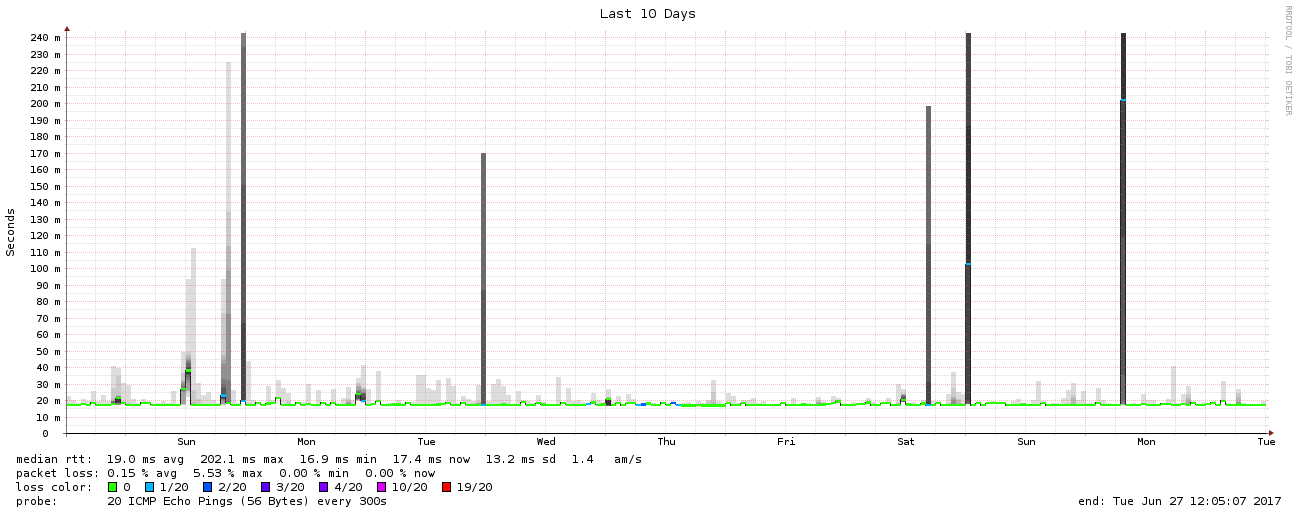 Last 10 Days
RRDTOOL / TOBI OETIKER
Seconds
240 m
230 m
220 m
210 m
200 m
190 m
180 m
170 m
160 m
150 m
140 m
130 m
120 m
110 m
100 m
90 m
80 m
70 m
60 m
50 m
40 m
30 m
20 m
10 m
0
Sun Mon Tue Wed Thu Fri Sat Sun Mon Tue
median rtt: 19.0 ms avg 202.1 ms max 16.9 ms min 17.4 ms now 13.2 ms sd 1.4 am/s
packet loss: 0.15 % avg 5.53 % max 0.00 % min 0.00 % now
loss color: 0 1/20 2/20 3/20 4/20 10/20 19/20
probe: 20 ICMP Echo Pings (56 Bytes) every 300s end: Tue Jun 27 12:05:07 2017